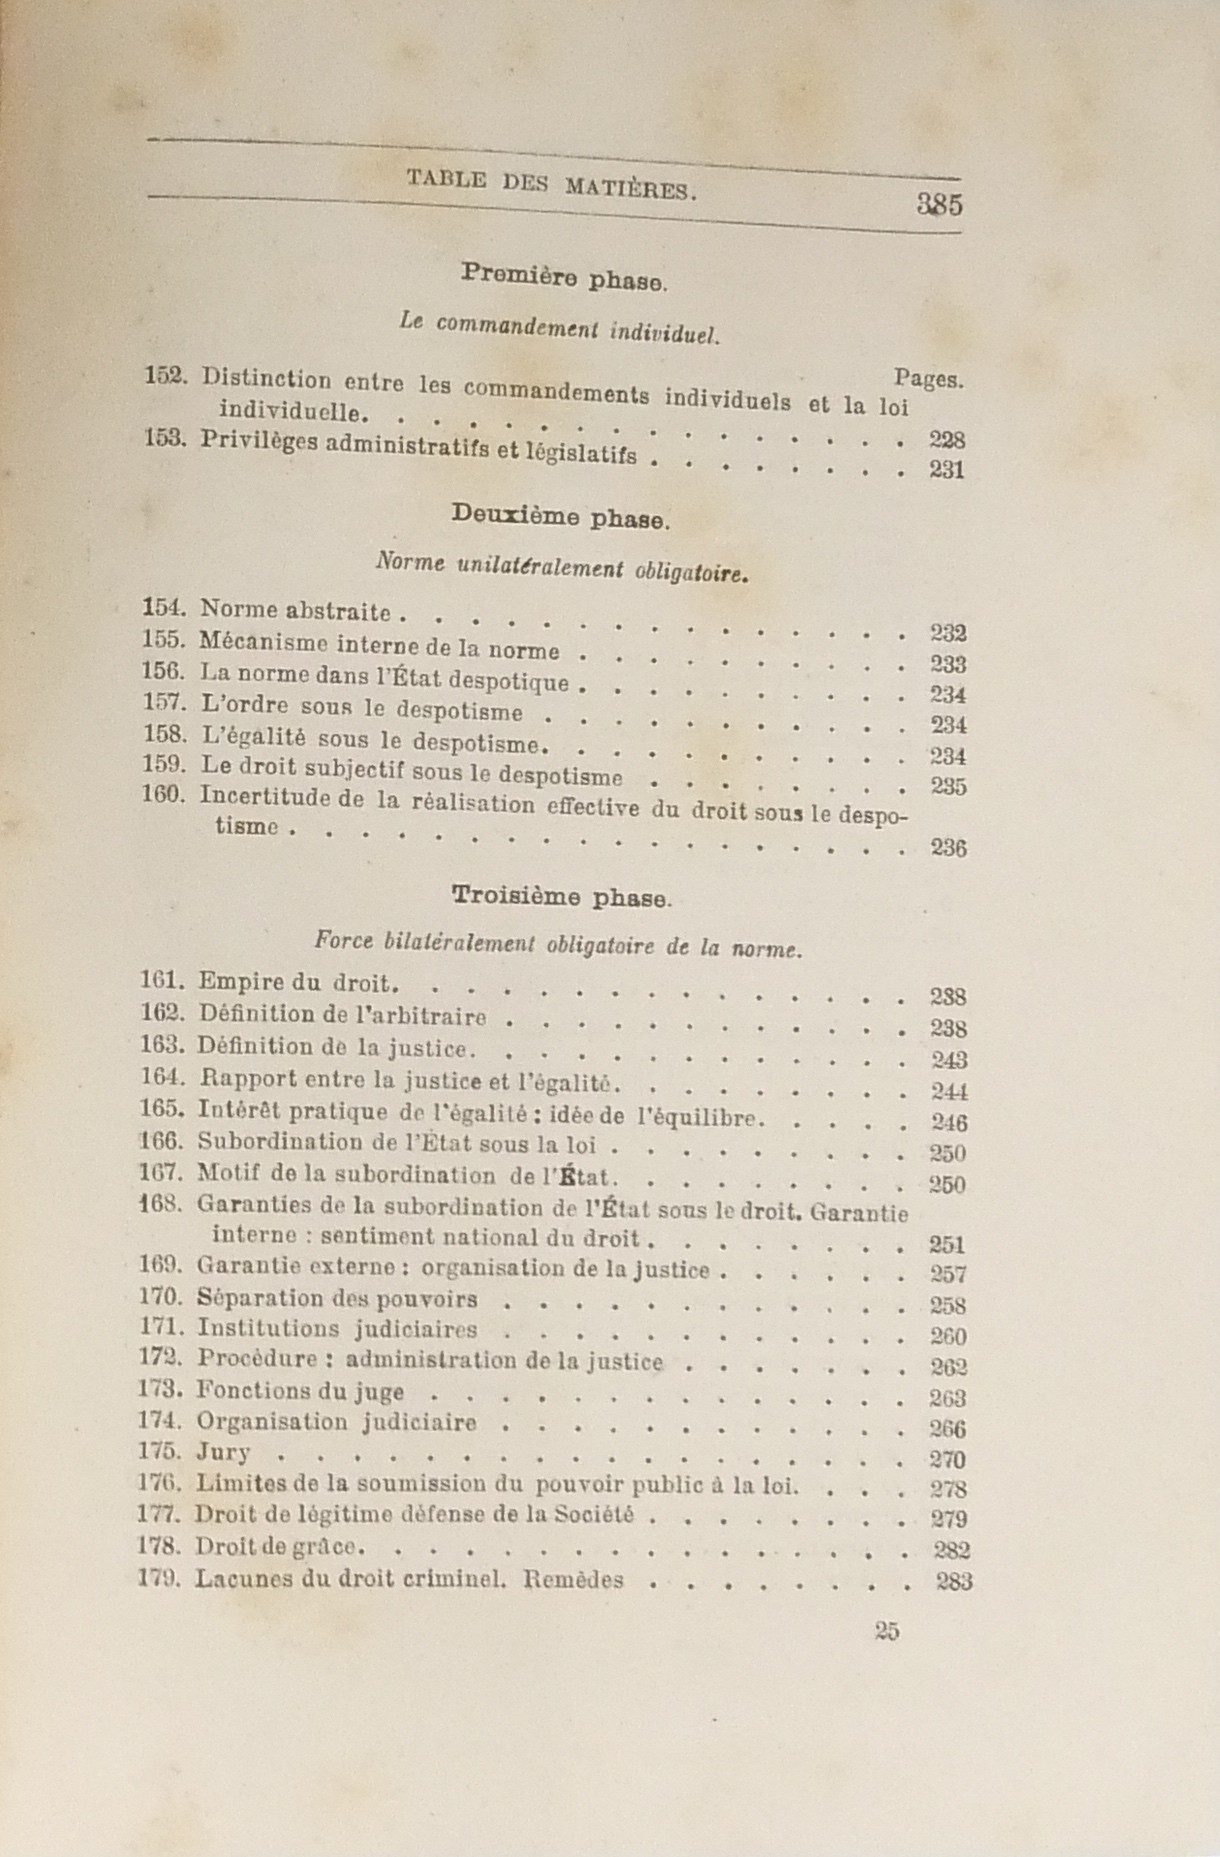 TABLE DES MATIÈRES. 385
Première phase.
Le commandement individuel.
Pages.
152. Distinction entre les commandements individuels et la loi
individuelle. . . . . . . . . . . . . . . . 228
153. Privilèges administratifs et législatifs . . . . . . . . 231
Deuxième phase.
Norme unilatéralement obligatoire.
154. Norme abstraite . . . . . . . . . . . . . . . 232
155. Mécanisme interne de la norme . . . . . . . . . . 233
156. La norme dans l'État despotique . . . . . . . . . . 234
157. L'ordre sous le despotisme . . . . . . . . . . . 234
158. L'égalité sous le despotisme. . . . . . . . . . . 234
159. Le droit subjectif sous le despotisme . . . . . . . . 235
160. Incertitude de la réalisation effective du droit sous le despo-
tisme . . . . . . . . . . . . . . . . . . 236
Troisième phase.
Force bilatéralement obligatoire de la norme.
161. Empire du droit. . . . . . . . . . . . . . . 238
162. Définition de l'arbitraire . . . . . . . . . . . . 238
163. Définition de la justice. . . . . . . . . . . . . 243
164. Rapport entre la justice et l'égalité. . . . . . . . . 244
165. Intérêt pratique de l'égalité : idée de l'équilibre. . . . . 246
166. Subordination de l'État sous la loi . . . . . . . . . 250
167. Motif de la subordination de l'État. . . . . . . . . 250
168. Garanties de la subordination de l'État sous le droit. Garantie
interne : sentiment national du droit . . . . . . . . 251
169. Garantie externe : organisation de la justice . . . . . . 257
170. Séparation des pouvoirs . . . . . . . . . . . . 258
171. Institutions judiciaires . . . . . . . . . . . . 260
172. Procédure : administration de la justice . . . . . . . 262
173. Fonctions du juge . . . . . . . . . . . . . . 263
174. Organisation judiciaire . . . . . . . . . . . . 266
175. Jury . . . . . . . . . . . . . . . . . . 270
176. Limites de la soumission du pouvoir public à la loi. . . . 278
177. Droit de légitime défense de la Société . . . . . . . . 279
178. Droit de grâce. . . . . . . . . . . . . . . . 282
179. Lacunes du droit criminel. Remèdes . . . . . . . . 283
25